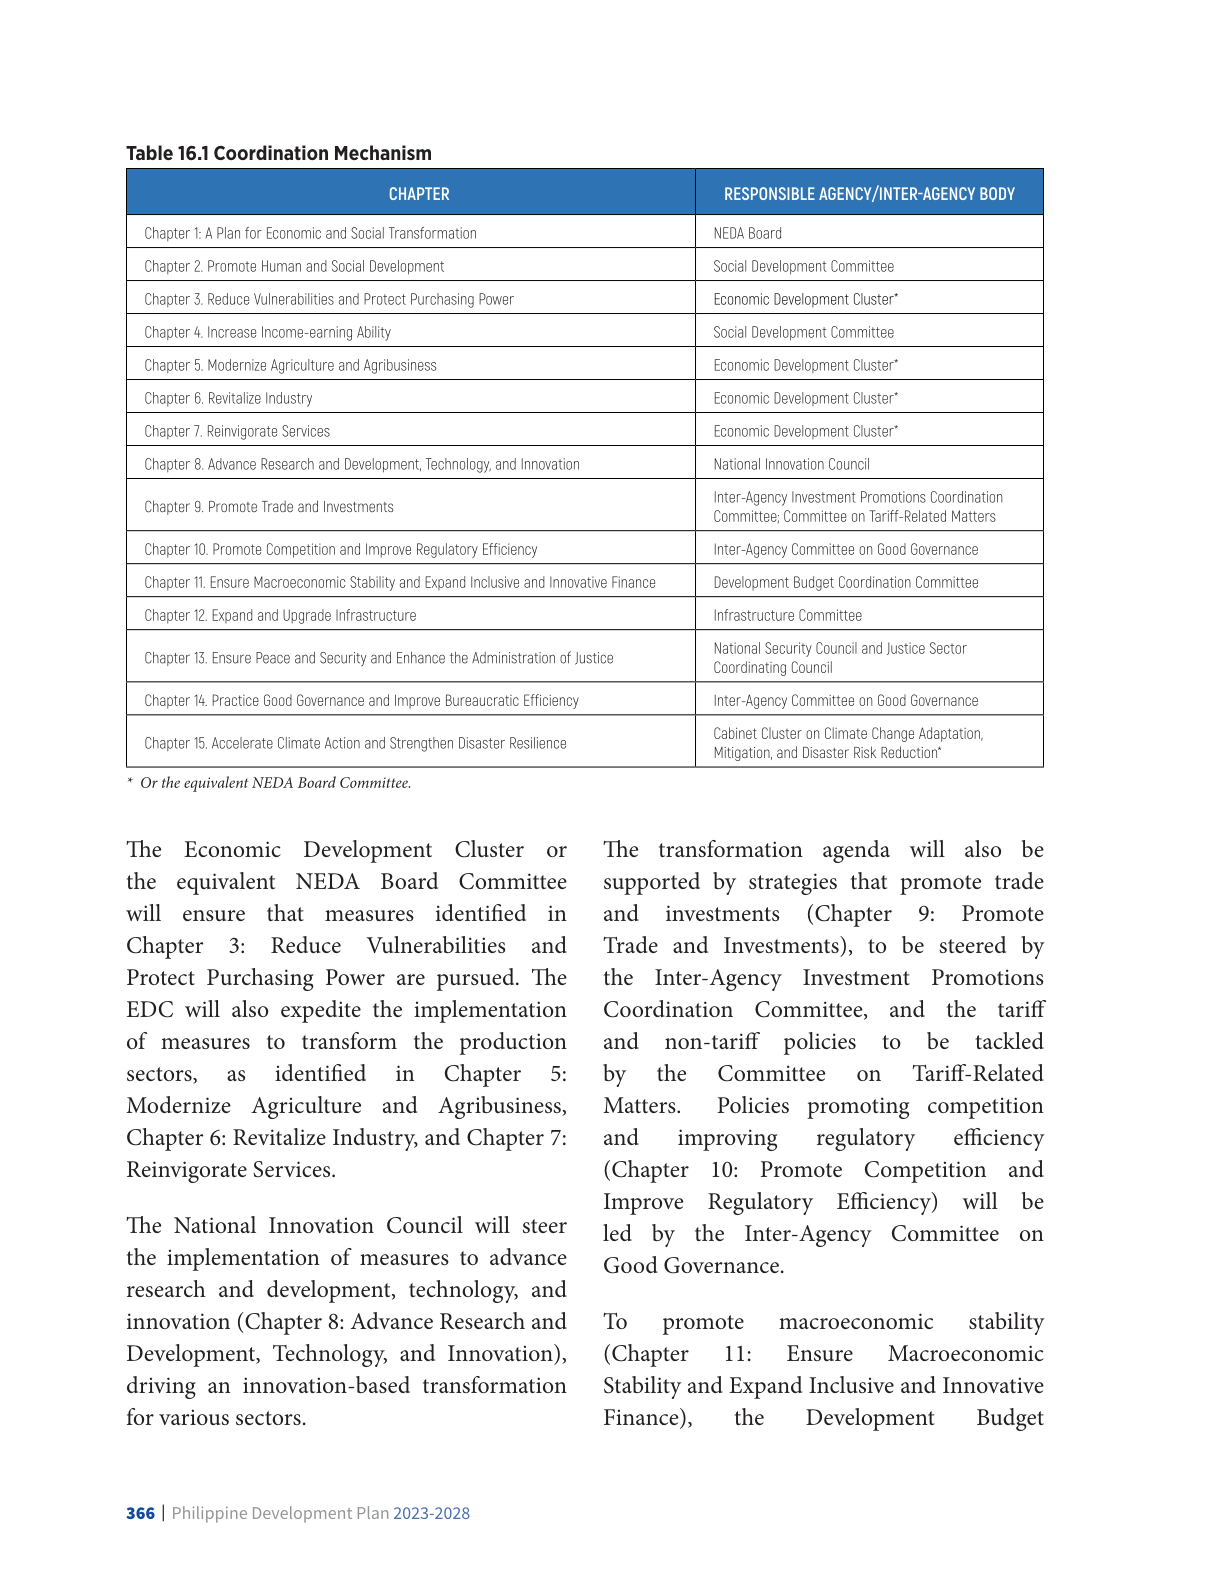 Table 16.1 Coordination Mechanism
CHAPTER
RESPONSIBLE AGENCY/INTER-AGENCY BODY
Chapter 1: A Plan for Economic and Social Transformation
NEDA Board
Chapter 2. Promote Human and Social Development
Social Development Committee
Chapter 3. Reduce Vulnerabilities and Protect Purchasing Power
Economic Development Cluster*
Chapter 4. Increase Income-earning Ability
Social Development Committee
Chapter 5. Modernize Agriculture and Agribusiness
Economic Development Cluster*
Chapter 6. Revitalize Industry
Economic Development Cluster*
Chapter 7. Reinvigorate Services
Economic Development Cluster*
Chapter 8. Advance Research and Development, Technology, and Innovation
National Innovation Council
Chapter 9. Promote Trade and Investments
Inter-Agency Investment Promotions Coordination
Committee; Committee on Tariff-Related Matters
Chapter 10. Promote Competition and Improve Regulatory Efficiency
Inter-Agency Committee on Good Governance
Chapter 11. Ensure Macroeconomic Stability and Expand Inclusive and Innovative Finance
Development Budget Coordination Committee
Chapter 12. Expand and Upgrade Infrastructure
Infrastructure Committee
Chapter 13. Ensure Peace and Security and Enhance the Administration of Justice
National Security Council and Justice Sector
Coordinating Council
Chapter 14. Practice Good Governance and Improve Bureaucratic Efficiency
Inter-Agency Committee on Good Governance
Chapter 15. Accelerate Climate Action and Strengthen Disaster Resilience
Cabinet Cluster on Climate Change Adaptation,
Mitigation, and Disaster Risk Reduction*
* Or the equivalent NEDA Board Committee.
The Economic Development Cluster or
the equivalent NEDA Board Committee
will ensure that measures identified in
Chapter 3: Reduce Vulnerabilities and
Protect Purchasing Power are pursued. The
EDC will also expedite the implementation
of measures to transform the production
sectors, as identified in Chapter 5:
Modernize Agriculture and Agribusiness,
Chapter 6: Revitalize Industry, and Chapter 7:
Reinvigorate Services.
The National Innovation Council will steer
the implementation of measures to advance
research and development, technology, and
innovation (Chapter 8: Advance Research and
Development, Technology, and Innovation),
driving an innovation-based transformation
for various sectors.
The transformation agenda will also be
supported by strategies that promote trade
and investments (Chapter 9: Promote
Trade and Investments), to be steered by
the Inter-Agency Investment Promotions
Coordination Committee, and the tariff
and non-tariff policies to be tackled
by the Committee on Tariff-Related
Matters. Policies promoting competition
and improving regulatory efficiency
(Chapter 10: Promote Competition and
Improve Regulatory Efficiency) will be
led by the Inter-Agency Committee on
Good Governance.
To promote macroeconomic stability
(Chapter 11: Ensure Macroeconomic
Stability and Expand Inclusive and Innovative
Finance), the Development Budget
366 | Philippine Development Plan 2023-2028